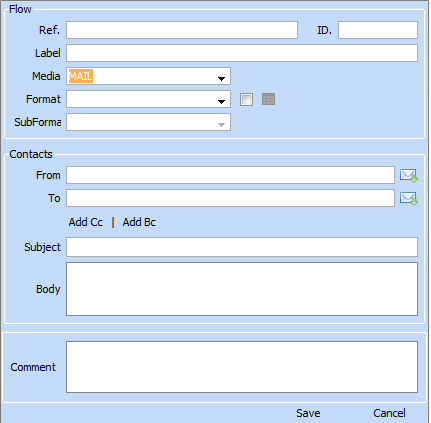 Flow
Ref. ID.
Label
Media MAIL
Format
SubForma
Contacts
From
To
Add Cc | Add Bc
Subject
Body
Comment
Save Cancel